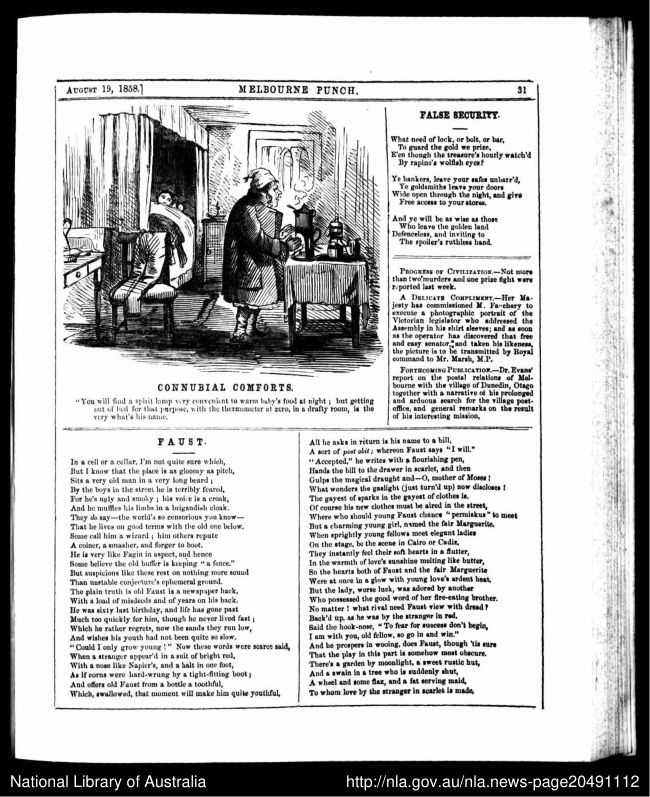 AUGUST 19, 1858.]
MELBOURNE PUNCH.
31
CONNUBIAL COMFORTS.
"You will find a spirit lamp very convenient to warm baby's food at night; but getting
out of bed for that purpose, with the thermometer at zero, in a drafty room, is the
very what's his name.
FALSE SECURITY.
What need of lock, or bolt, or bar,
To guard the gold we prize,
E'en though the treasure's hourly watch'd
By rapine's wolfish eyes?
Ye bankers, leave your safes unbarr'd,
Ye goldsmiths leave your doors
Wide open through the night, and give
Free access to your stores.
And ye will be as wise as those
Who leave the golden land
Defenceless, and inviting to
The spoiler's ruthless hand.
PROGRESS OF CIVILIZATION.—Not more
than two murders and one prize fight were
reported last week.
A DELICATE COMPLIMENT.—Her Ma-
jesty has commissioned M. Fauchery to
execute a photographic portrait of the
Victorian legislator who addressed the
Assembly in his shirt sleeves; and as soon
as the operator has discovered that free
and easy senator, and taken his likeness,
the picture is to be transmitted by Royal
command to Mr. Marsh, M.P.
FORTHCOMING PUBLICATION.—Dr. Evans'
report on the postal relations of Mel-
bourne with the village of Dunedin, Otago
together with a narrative of his prolonged
and arduous search for the village post-
office, and general remarks on the result
of his interesting mission,
FAUST.
In a cell or a cellar, I'm not quite sure which,
But I know that the place is as gloomy as pitch,
Sits a very old man in a very long beard;
By the boys in the street he is terribly feared,
For he's ugly and smoky; his voice is a croak,
And he muffles his limbs in a brigandish cloak.
They do say—the world's so censorious you know—
That he lives on good terms with the old one below.
Some call him a wizard; him others repute
A coiner, a smasher, and forger to boot.
He is very like Fagin in aspect, and hence
Some believe the old buffer is keeping "a fence."
But suspicions like these rest on nothing more sound
Than unstable conjecture's ephemeral ground.
The plain truth is old Faust is a newspaper hack,
With a load of misdeeds and of years on his back.
He was sixty last birthday, and life has gone past
Much too quickly for him, though he never lived fast;
Which he rather regrets, now the sands they run low,
And wishes his youth had not been quite so slow.
"Could I only grow young!" Now these words were scarce said,
When a stranger appear'd in a suit of bright red,
With a nose like Napier's, and a halt in one foot,
As if corns were hard-wrung by a tight-fitting boot;
And offers old Faust from a bottle a toothful,
Which, swallowed, that moment will make him quite youthful,
All he asks in return is his name to a bill,
A sort of post obit; whereon Faust says "I will."
"Accepted," he writes with a flourishing pen,
Hands the bill to the drawer in scarlet, and then
Gulps the magical draught and—O, mother of Moses!
What wonders the gaslight (just turn'd up) now discloses!
The gayest of sparks in the gayest of clothes is.
Of course his new clothes must be aired in the street,
Where who should young Faust chance "permiskus" to meet
But a charming young girl, named the fair Marguerite.
When sprightly young fellows meet elegant ladies
On the stage, be the scene in Cairo or Cadiz,
They instantly feel their soft hearts in a flutter,
In the warmth of love's sunshine melting like butter,
So the hearts both of Faust and the fair Marguerite
Were at once in a glow with young love's ardent heat.
But the lady, worse luck, was adored by another
Who possessed the good word of her fire-eating brother.
No matter! what rival need Faust view with dread?
Back'd up, as he was by the stranger in red,
Said the hook-nose, "To fear for success don't begin,
I am with you, old fellow, so go in and win."
And he prospers in wooing, does Faust, though 'tis sure
That the play in this part is somehow most obscure.
There's a garden by moonlight, a sweet rustic hut,
And a swain in a tree who is suddenly shut,
A wheel and some flax, and a fat serving maid,
To whom love by the stranger in scarlet is made,
National Library of Australia
http://nla.gov.au/nla.news-page20491112